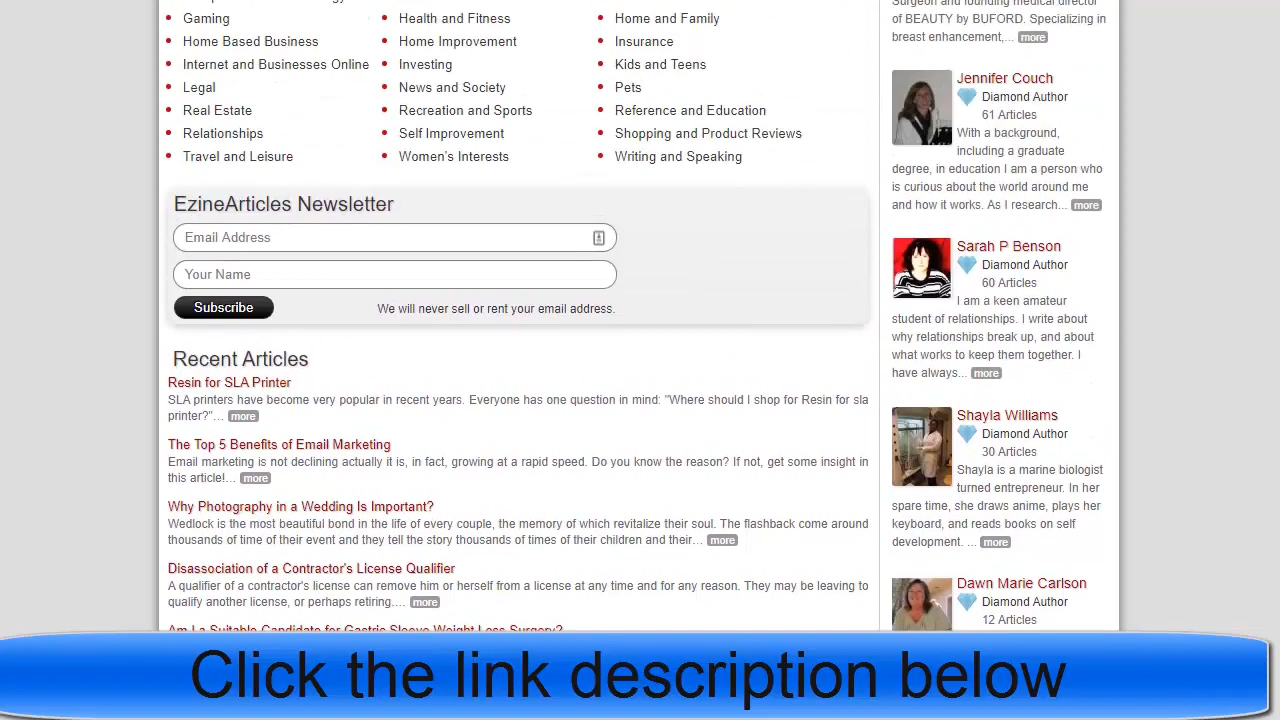 Gaming
Health and Fitness
Home and Family
Home Based Business
Home Improvement
Insurance
Internet and Businesses Online
Investing
Kids and Teens
Legal
News and Society
Pets
Real Estate
Recreation and Sports
Reference and Education
Relationships
Self Improvement
Shopping and Product Reviews
Travel and Leisure
Women's Interests
Writing and Speaking
EzineArticles Newsletter
Email Address
Your Name
Subscribe
We will never sell or rent your email address.
Recent Articles
Resin for SLA Printer
SLA printers have become very popular in recent years. Everyone has one question in mind: "Where should I shop for Resin for sla
printer?"... more
The Top 5 Benefits of Email Marketing
Email marketing is not declining actually it is, in fact, growing at a rapid speed. Do you know the reason? If not, get some insight in
this article!... more
Why Photography in a Wedding Is Important?
Wedlock is the most beautiful bond in the life of every couple, the memory of which revitalize their soul. The flashback come around
thousands of time of their event and they tell the story thousands of times of their children and their... more
Disassociation of a Contractor's License Qualifier
A qualifier of a contractor's license can remove him or herself from a license at any time and for any reason. They may be leaving to
qualify another license, or perhaps retiring.... more
Am I a Suitable Candidate for Gastric Sleeve Weight Loss Surgery?
Surgeon and founding medical director
of BEAUTY by BUFORD. Specializing in
breast enhancement,... more
Jennifer Couch
Diamond Author
61 Articles
With a background,
including a graduate
degree, in education I am a person who
is curious about the world around me
and how it works. As I research... more
Sarah P Benson
Diamond Author
60 Articles
I am a keen amateur
student of relationships. I write about
why relationships break up, and about
what works to keep them together. I
have always... more
Shayla Williams
Diamond Author
30 Articles
Shayla is a marine biologist
turned entrepreneur. In her
spare time, she draws anime, plays her
keyboard, and reads books on self
development. ... more
Dawn Marie Carlson
Diamond Author
12 Articles
Click the link description below